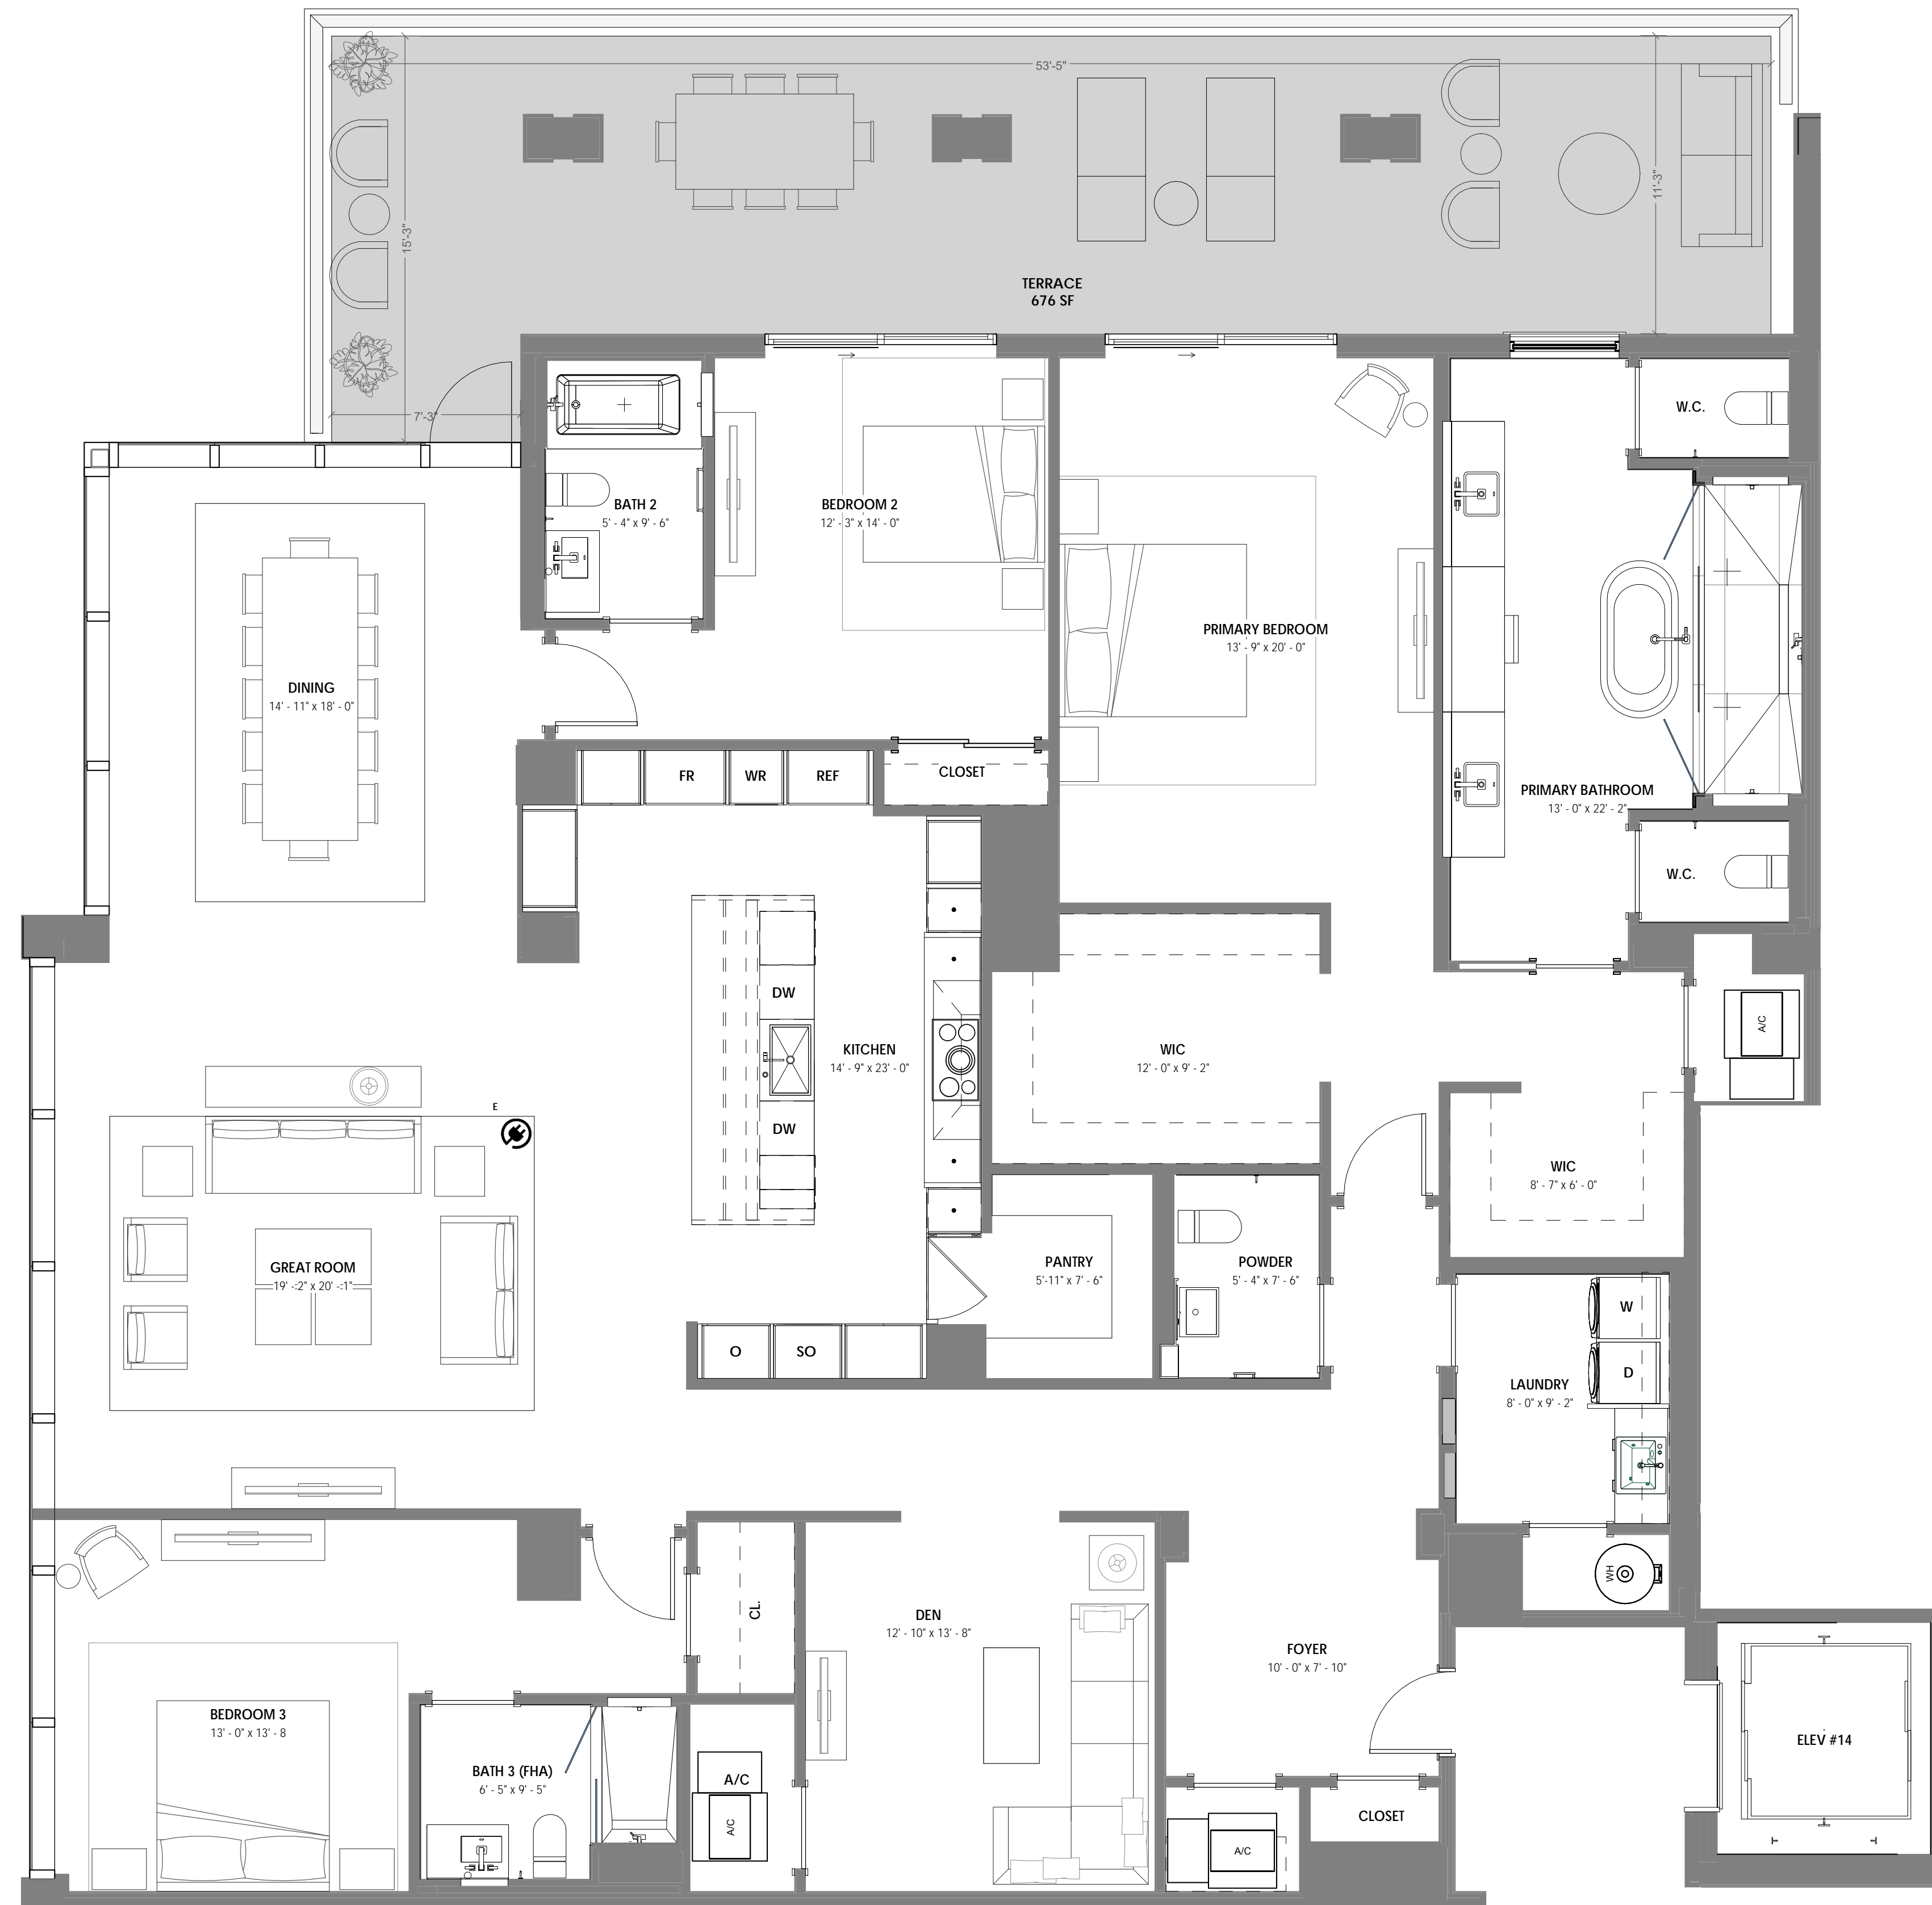 53'-5"
15'-3"
11'-3"
TERRACE
676 SF
7'-3"
W.C.
BATH 2
5' - 4" x 9' - 6"
BEDROOM 2
12' - 3" x 14' - 0"
PRIMARY BEDROOM
13' - 9" x 20' - 0"
DINING
14' - 11" x 18' - 0"
FR
WR
REF
CLOSET
PRIMARY BATHROOM
13' - 0" x 22' - 2"
W.C.
DW
KITCHEN
14' - 9" x 23' - 0"
WIC
12' - 0" x 9' - 2"
A/C
E
DW
WIC
8' - 7" x 6' - 0"
GREAT ROOM
19' -2" x 20' -1"
PANTRY
5'-11" x 7' - 6"
POWDER
5' - 4" x 7' - 6"
W
O
SO
D
LAUNDRY
8' - 0" x 9' - 2"
WH
CL.
DEN
12' - 10" x 13' - 8"
FOYER
10' - 0" x 7' - 10"
BEDROOM 3
13' - 0" x 13' - 8
ELEV #14
BATH 3 (FHA)
6' - 5" x 9' - 5"
A/C
A/C
CLOSET
A/C